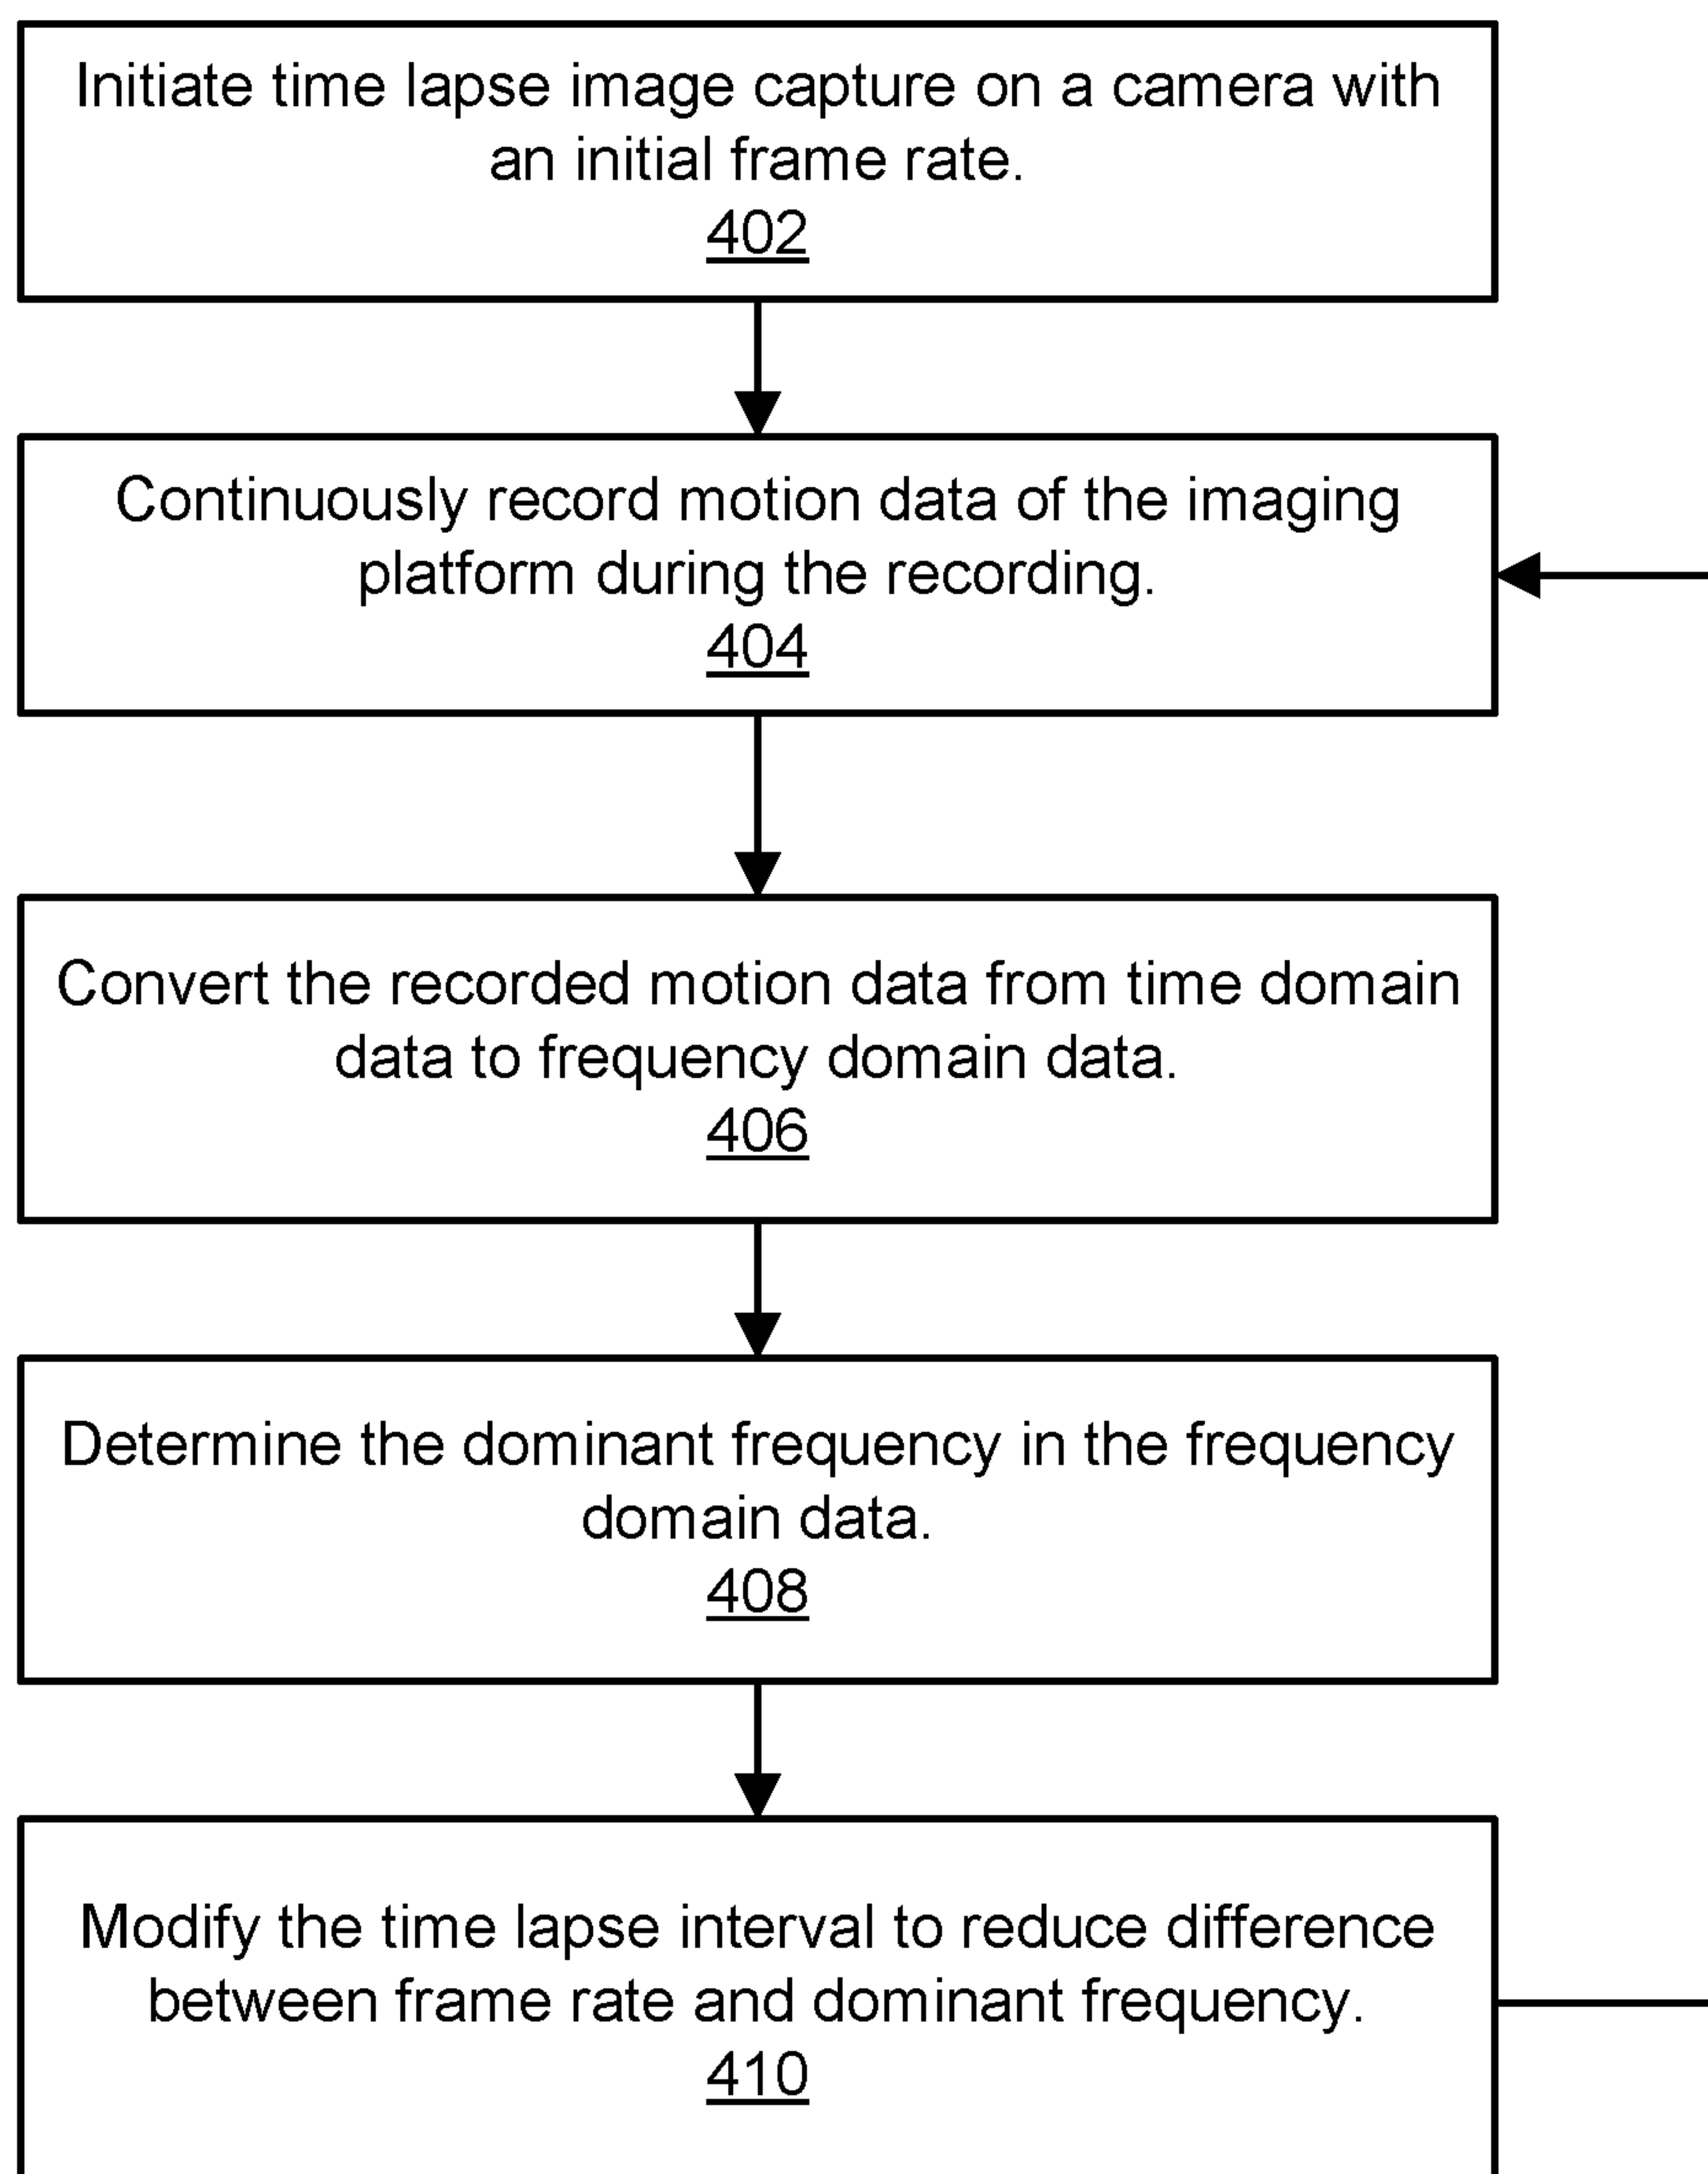 Initiate time lapse image capture on a camera with
an initial frame rate.
402
Continuously record motion data of the imaging
platform during the recording.
404
Convert the recorded motion data from time domain
data to frequency domain data.
406
Determine the dominant frequency in the frequency
domain data.
408
Modify the time lapse interval to reduce difference
between frame rate and dominant frequency.
410